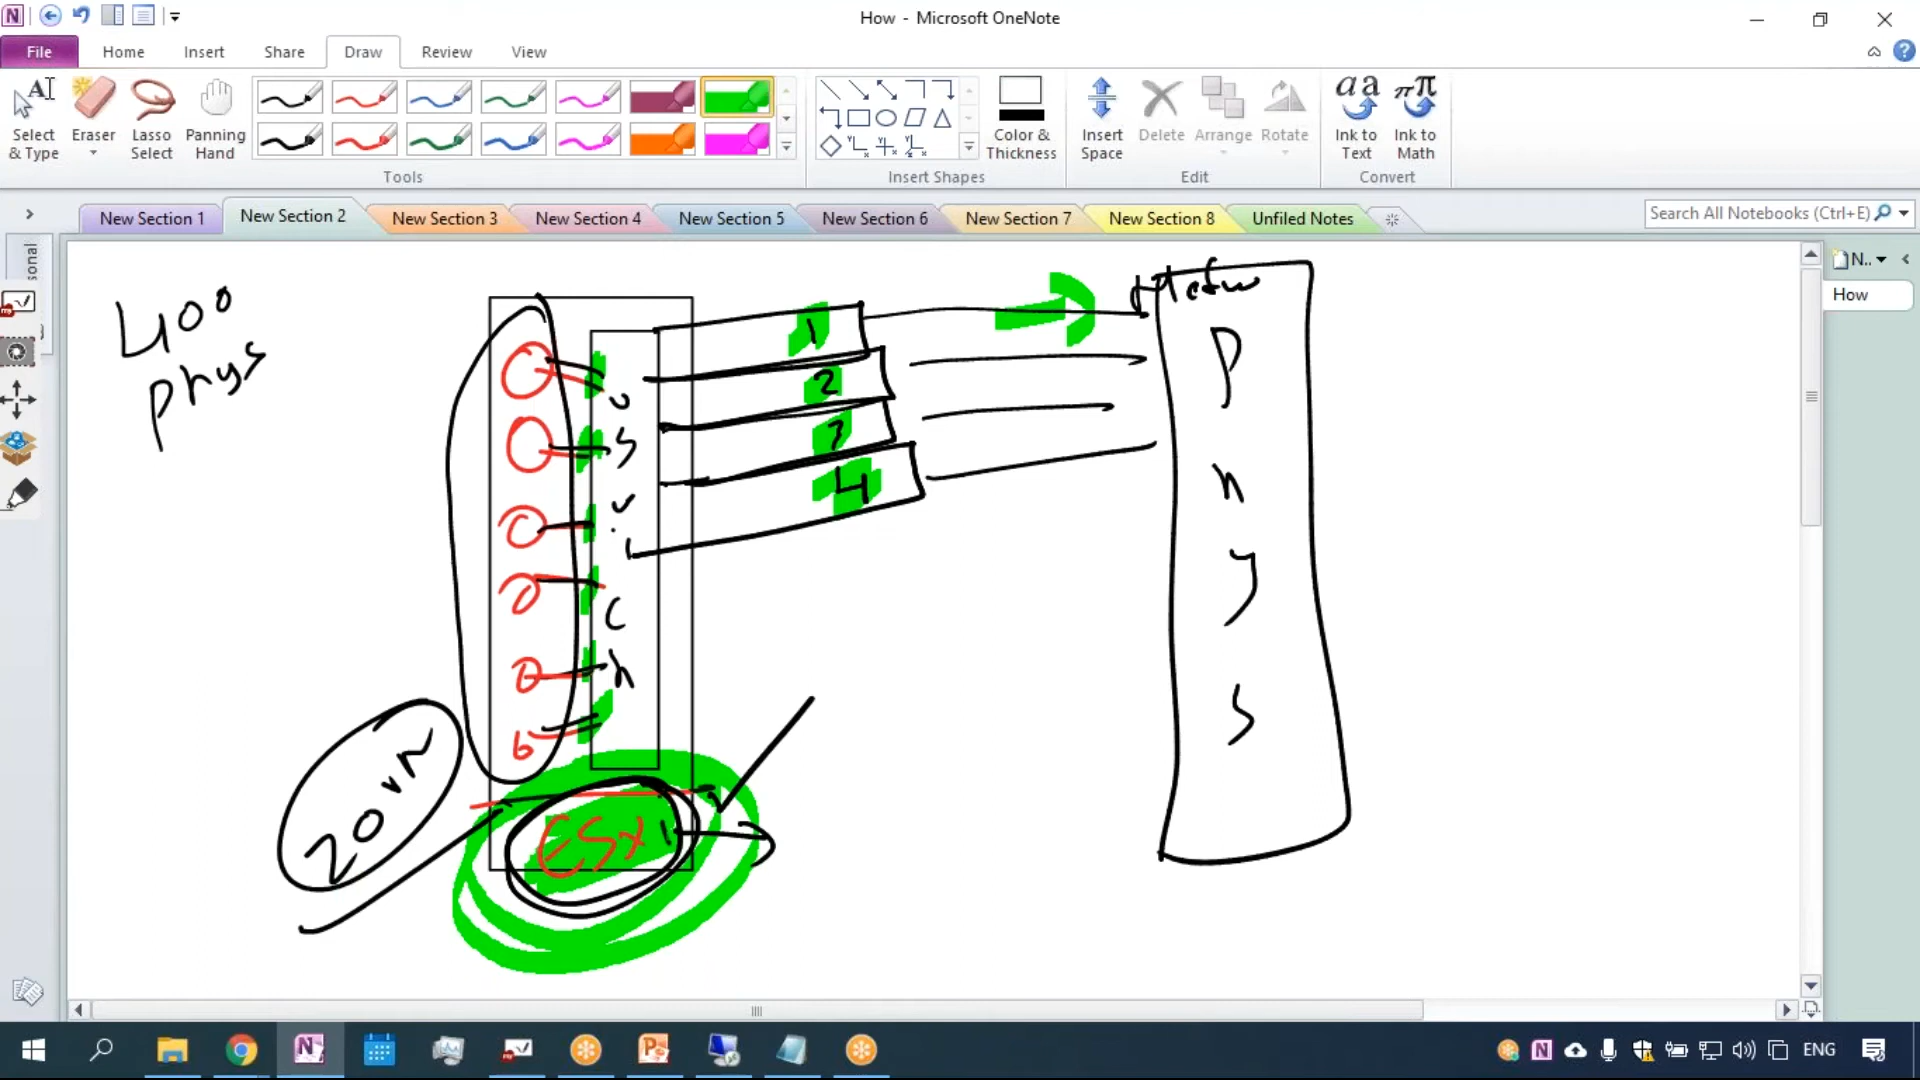 How - Microsoft OneNote
File
Home
Insert
Share
Draw
Review
View
Select & Type
Eraser
Lasso Select
Panning Hand
Color & Thickness
Insert Space
Delete
Arrange
Rotate
Ink to Text
Ink to Math
Tools
Insert Shapes
Edit
Convert
New Section 1
New Section 2
New Section 3
New Section 4
New Section 5
New Section 6
New Section 7
New Section 8
Unfiled Notes
Search All Notebooks (Ctrl+E)
sonal
N..
How
400
phys
1
2
3
4
P
h
y
s
20 VM
ESXi
ENG